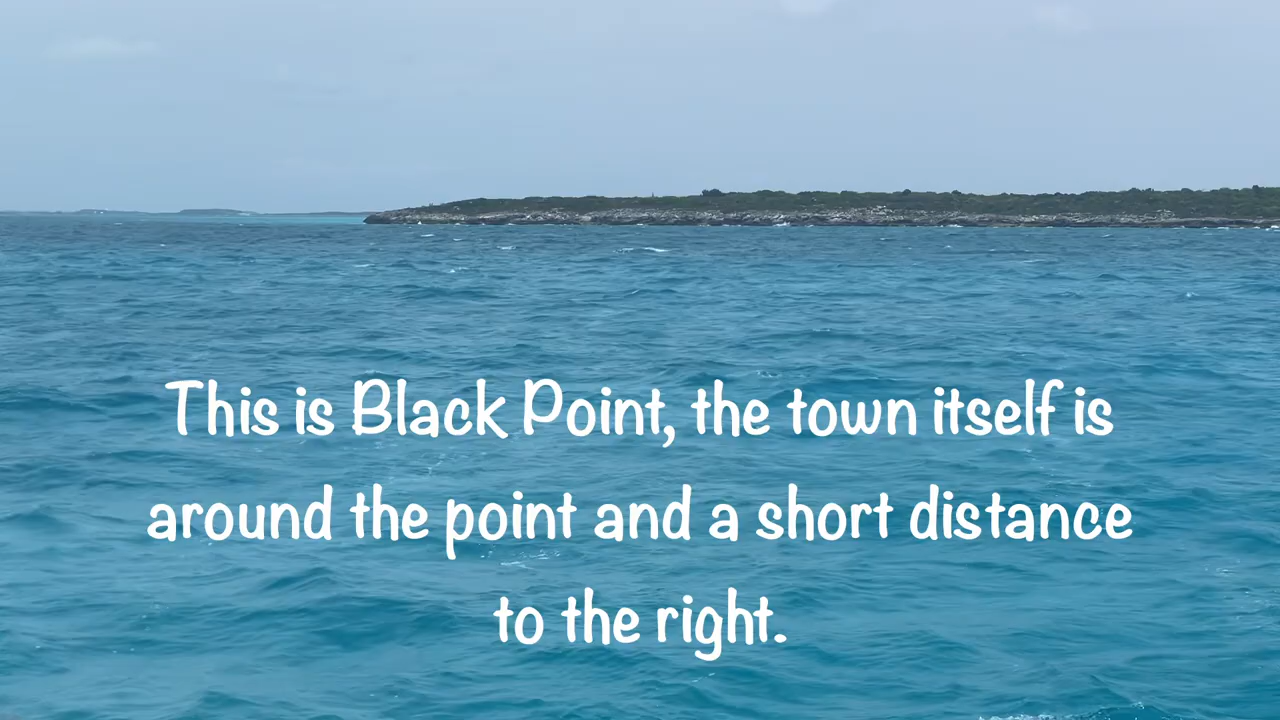 This is Black Point, the town itself is
around the point and a short distance
to the right.